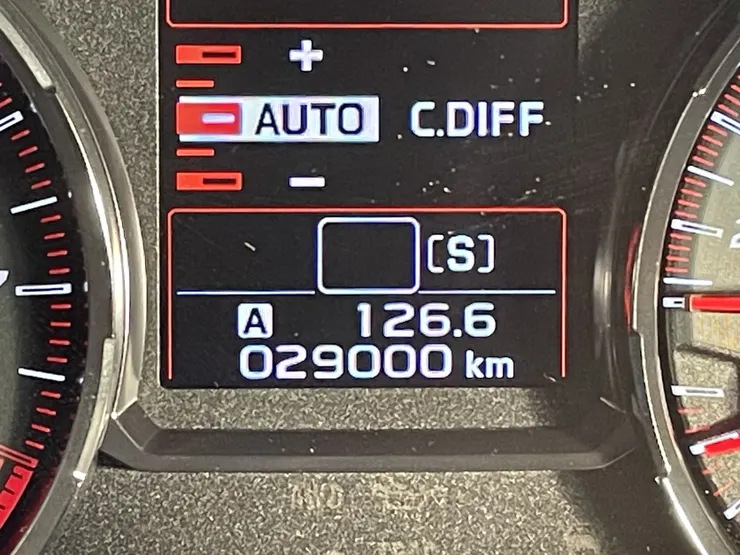 +
AUTO C.DIFF
−
[S]
A 126.6
029000 km